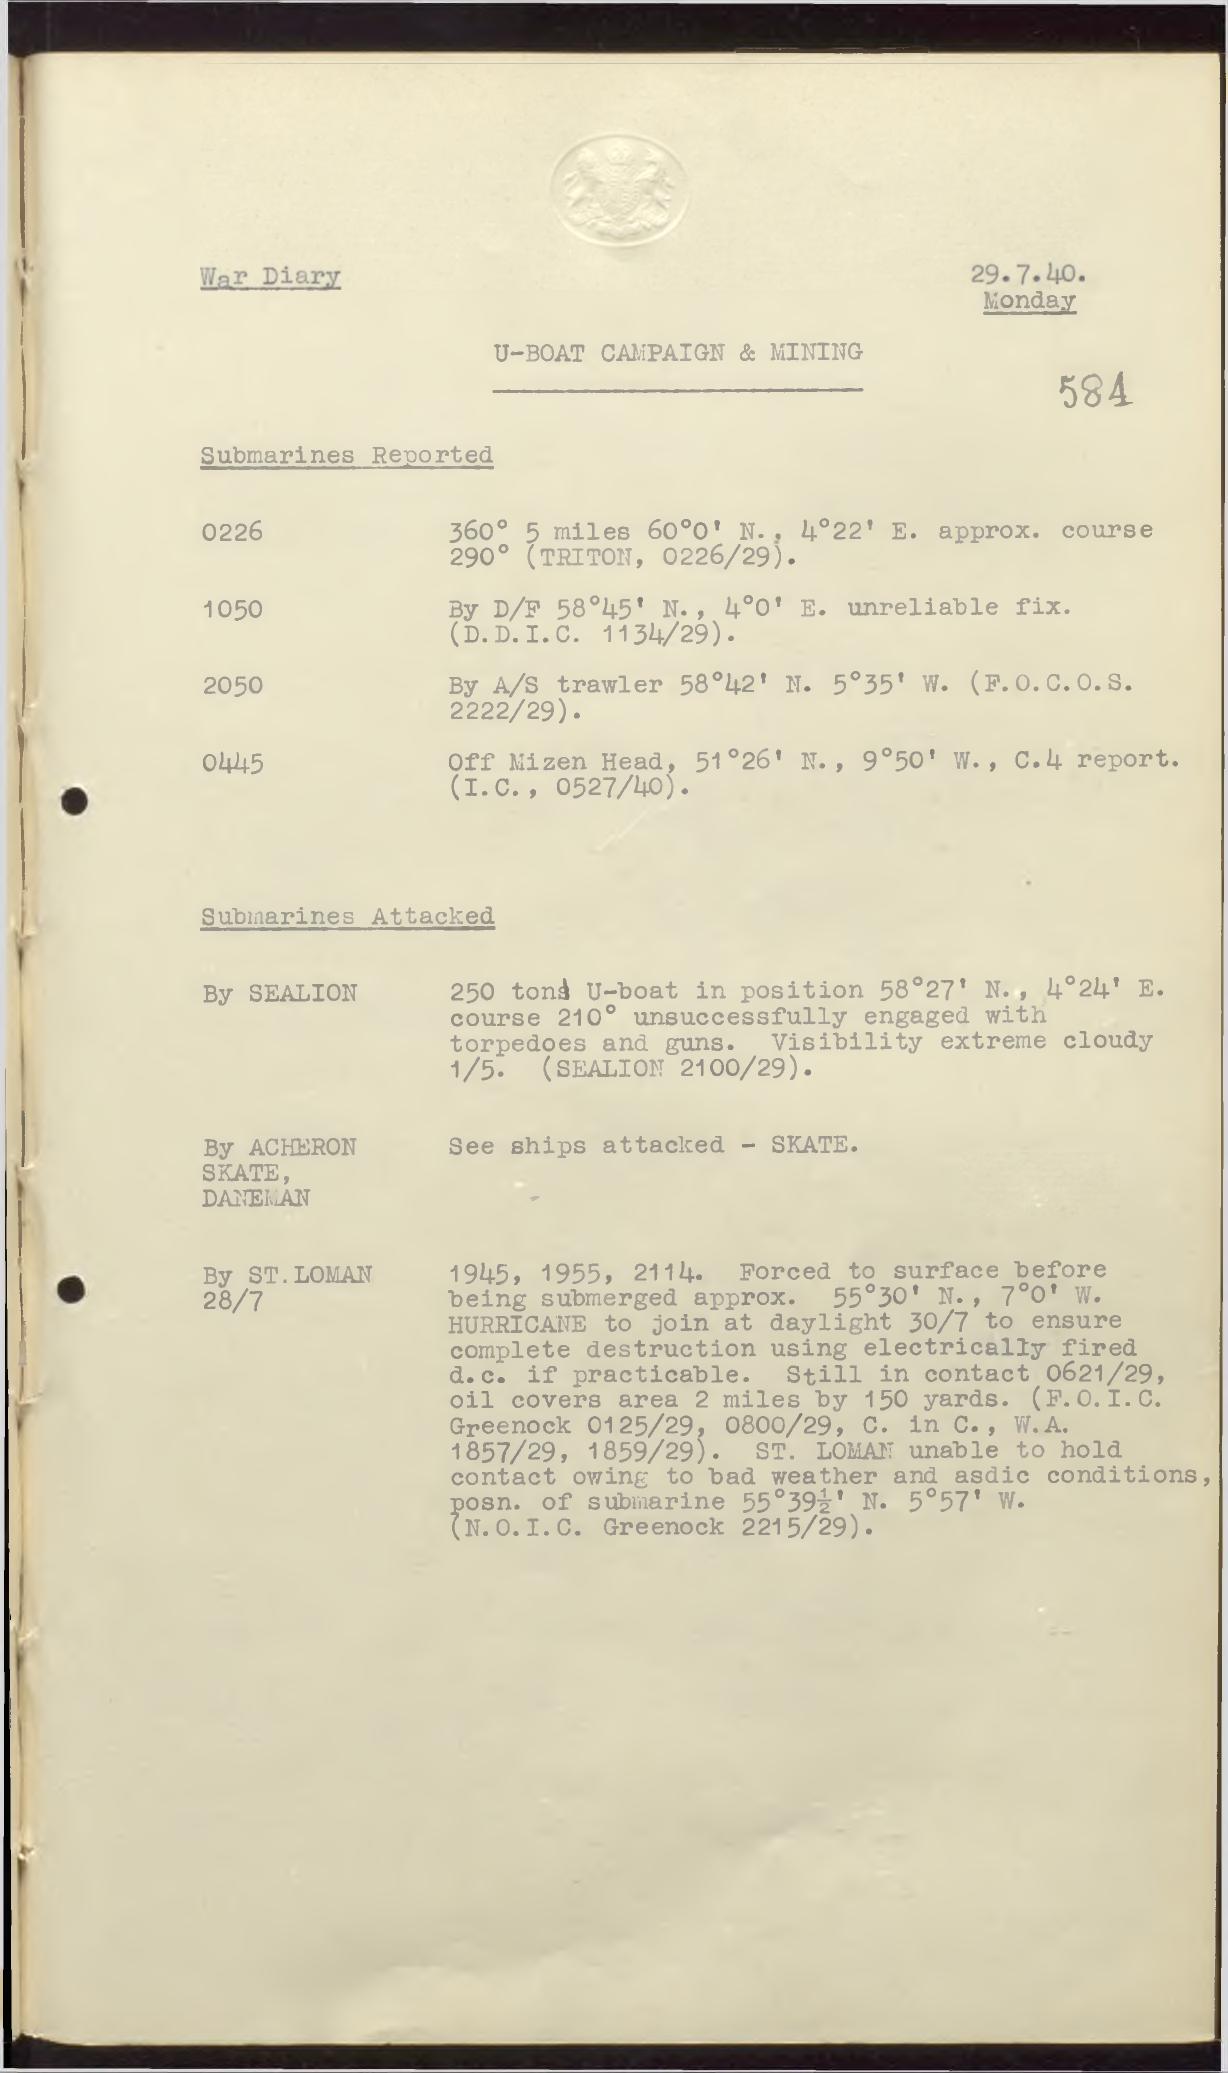 War Diary
29.7.40.
Monday
U-BOAT CAMPAIGN & MINING
584
Submarines Reported
0226 360° 5 miles 60°0' N., 4°22' E. approx. course
290° (TRITON, 0226/29).
1050 By D/F 58°45' N., 4°0' E. unreliable fix.
(D.D.I.C. 1134/29).
2050 By A/S trawler 58°42' N. 5°35' W. (F.O.C.O.S.
2222/29).
0445 Off Mizen Head, 51°26' N., 9°50' W., C.4 report.
(I.C., 0527/40).
Submarines Attacked
By SEALION 250 tons U-boat in position 58°27' N., 4°24' E.
course 210° unsuccessfully engaged with
torpedoes and guns. Visibility extreme cloudy
1/5. (SEALION 2100/29).
By ACHERON See ships attacked - SKATE.
SKATE,
DANEMAN
By ST.LOMAN 1945, 1955, 2114. Forced to surface before
28/7 being submerged approx. 55°30' N., 7°0' W.
HURRICANE to join at daylight 30/7 to ensure
complete destruction using electrically fired
d.c. if practicable. Still in contact 0621/29,
oil covers area 2 miles by 150 yards. (F.O.I.C.
Greenock 0125/29, 0800/29, C. in C., W.A.
1857/29, 1859/29). ST. LOMAN unable to hold
contact owing to bad weather and asdic conditions,
posn. of submarine 55°39½' N. 5°57' W.
(N.O.I.C. Greenock 2215/29).